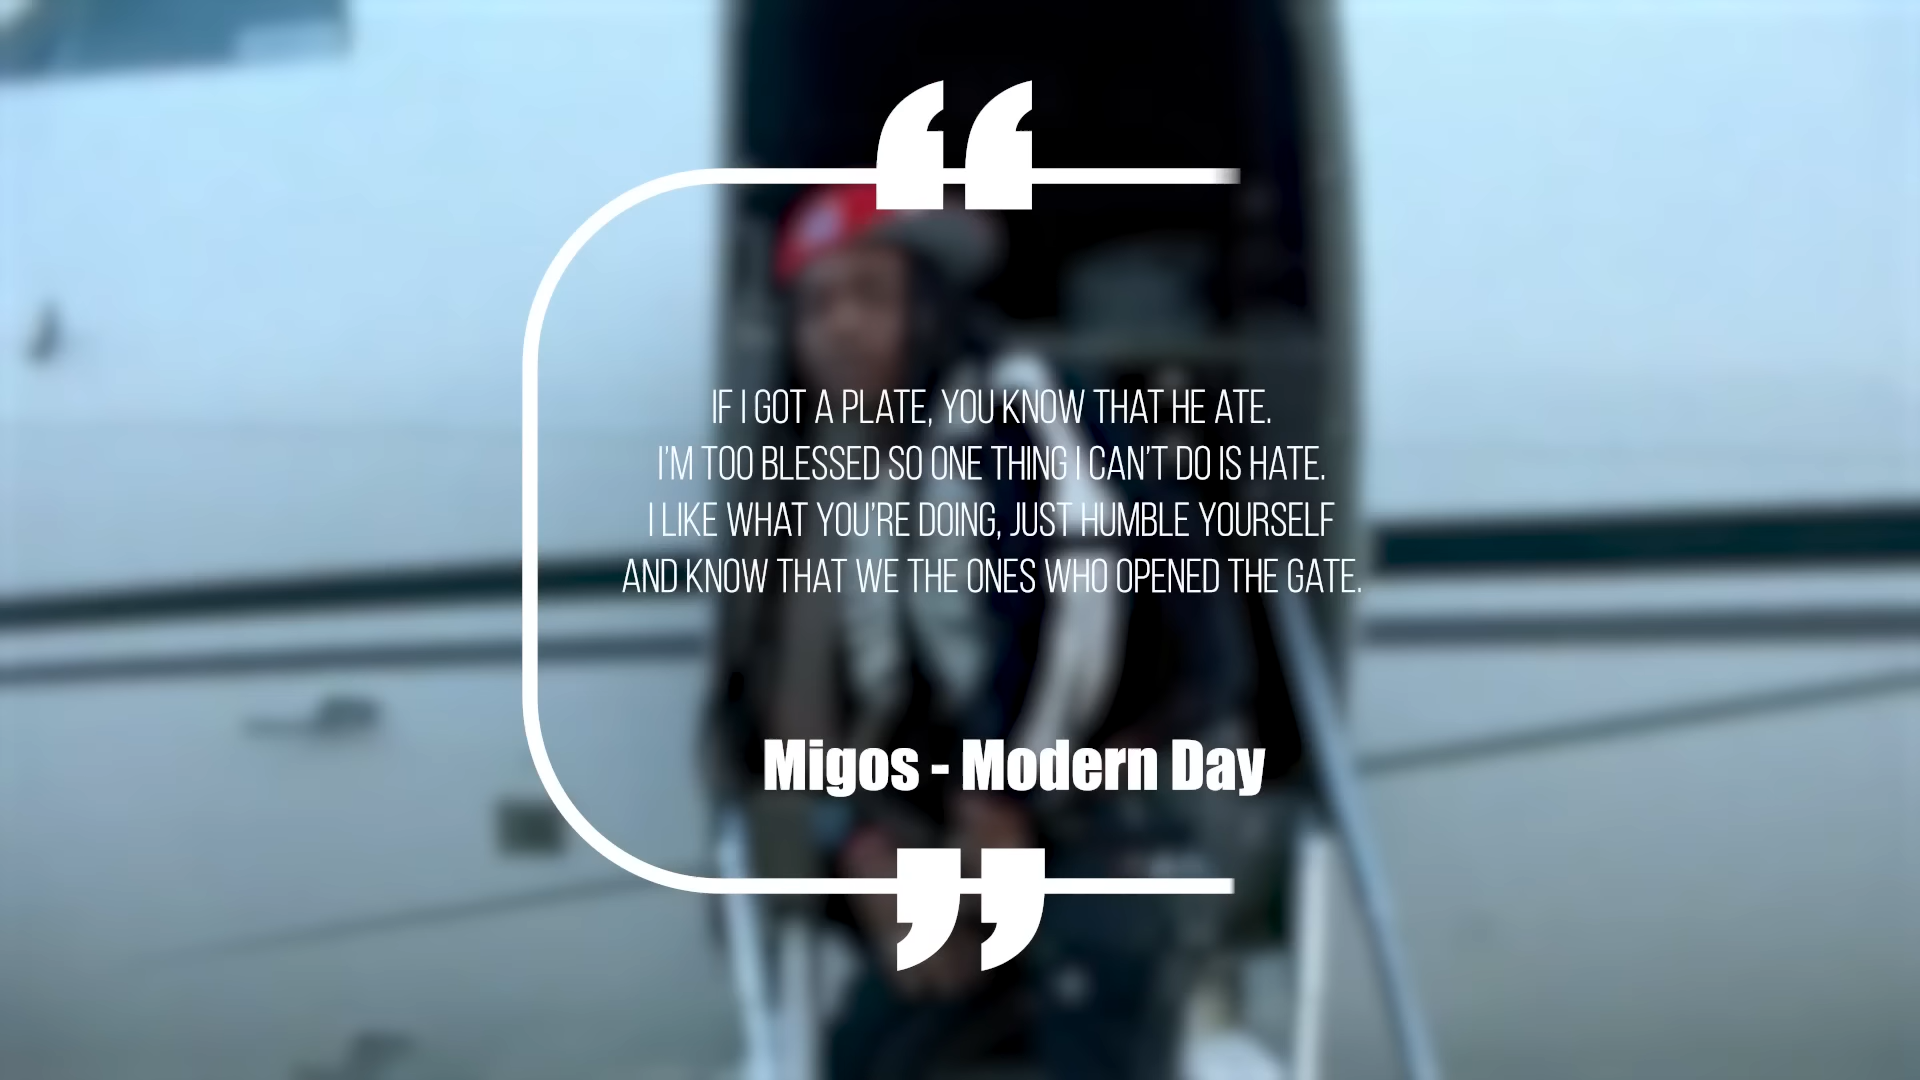 “
IF I GOT A PLATE, YOU KNOW THAT HE ATE.
I’M TOO BLESSED SO ONE THING I CAN’T DO IS HATE.
I LIKE WHAT YOU’RE DOING, JUST HUMBLE YOURSELF
AND KNOW THAT WE THE ONES WHO OPENED THE GATE.
Migos - Modern Day
”